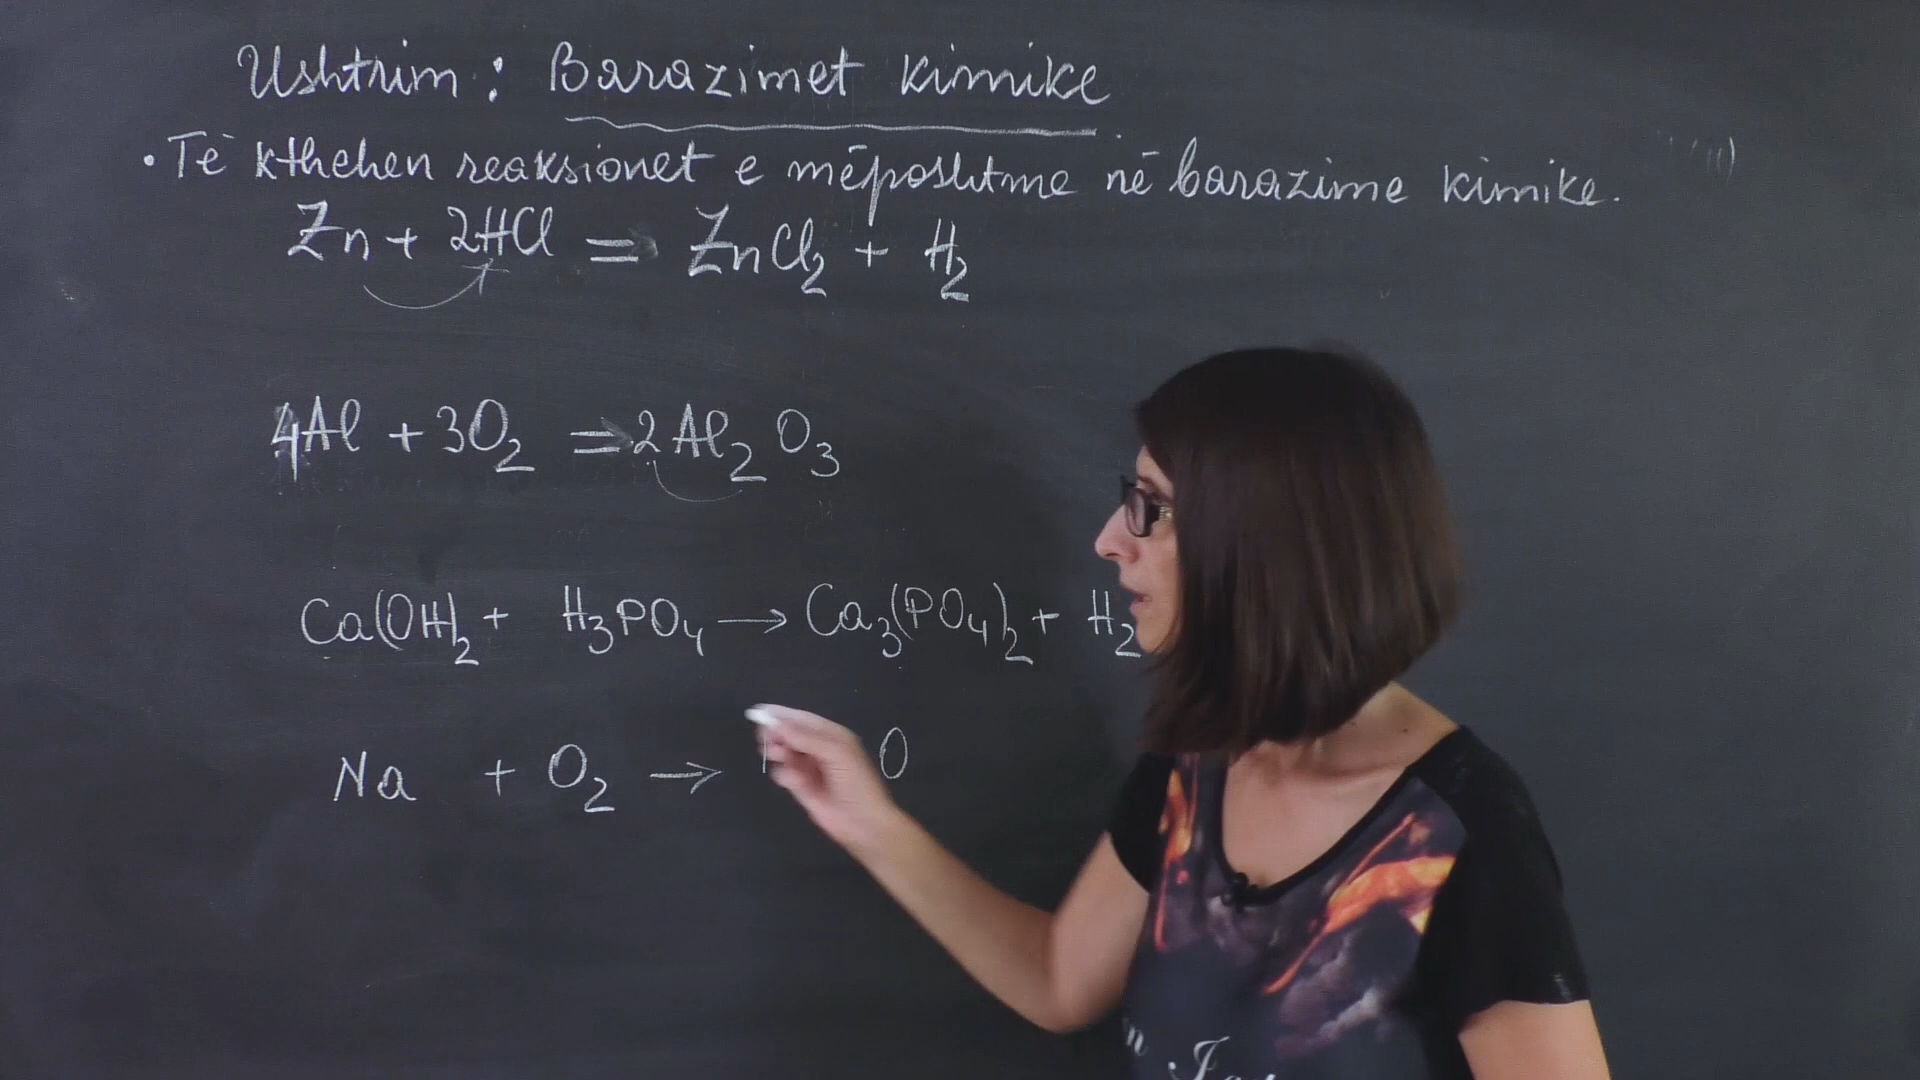 Ushtrim : Barazimet kimike
• Të kthehen reaksionet e mëposhtme në barazime kimike.
Zn + 2HCl = ZnCl₂ + H₂
4Al + 3O₂ = 2Al₂O₃
Ca(OH)₂ + H₃PO₄ → Ca₃(PO₄)₂ + H₂
Na + O₂ → O